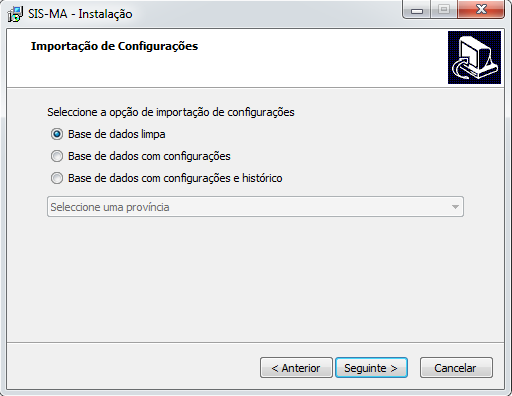 SIS-MA - Instalação
Importação de Configurações
Seleccione a opção de importação de configurações
Base de dados limpa
Base de dados com configurações
Base de dados com configurações e histórico
Seleccione uma província
< Anterior
Seguinte >
Cancelar